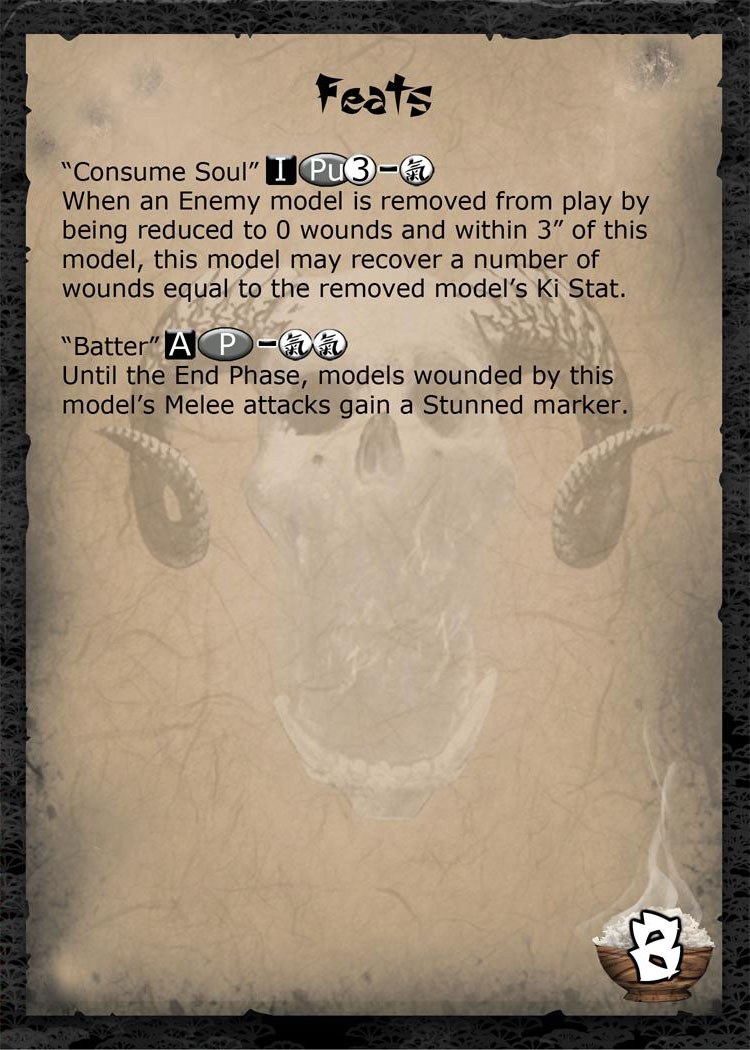 Feats
“Consume Soul” I Pu 3 – 氣
When an Enemy model is removed from play by
being reduced to 0 wounds and within 3” of this
model, this model may recover a number of
wounds equal to the removed model’s Ki Stat.
“Batter” A P – 氣 氣
Until the End Phase, models wounded by this
model’s Melee attacks gain a Stunned marker.
8